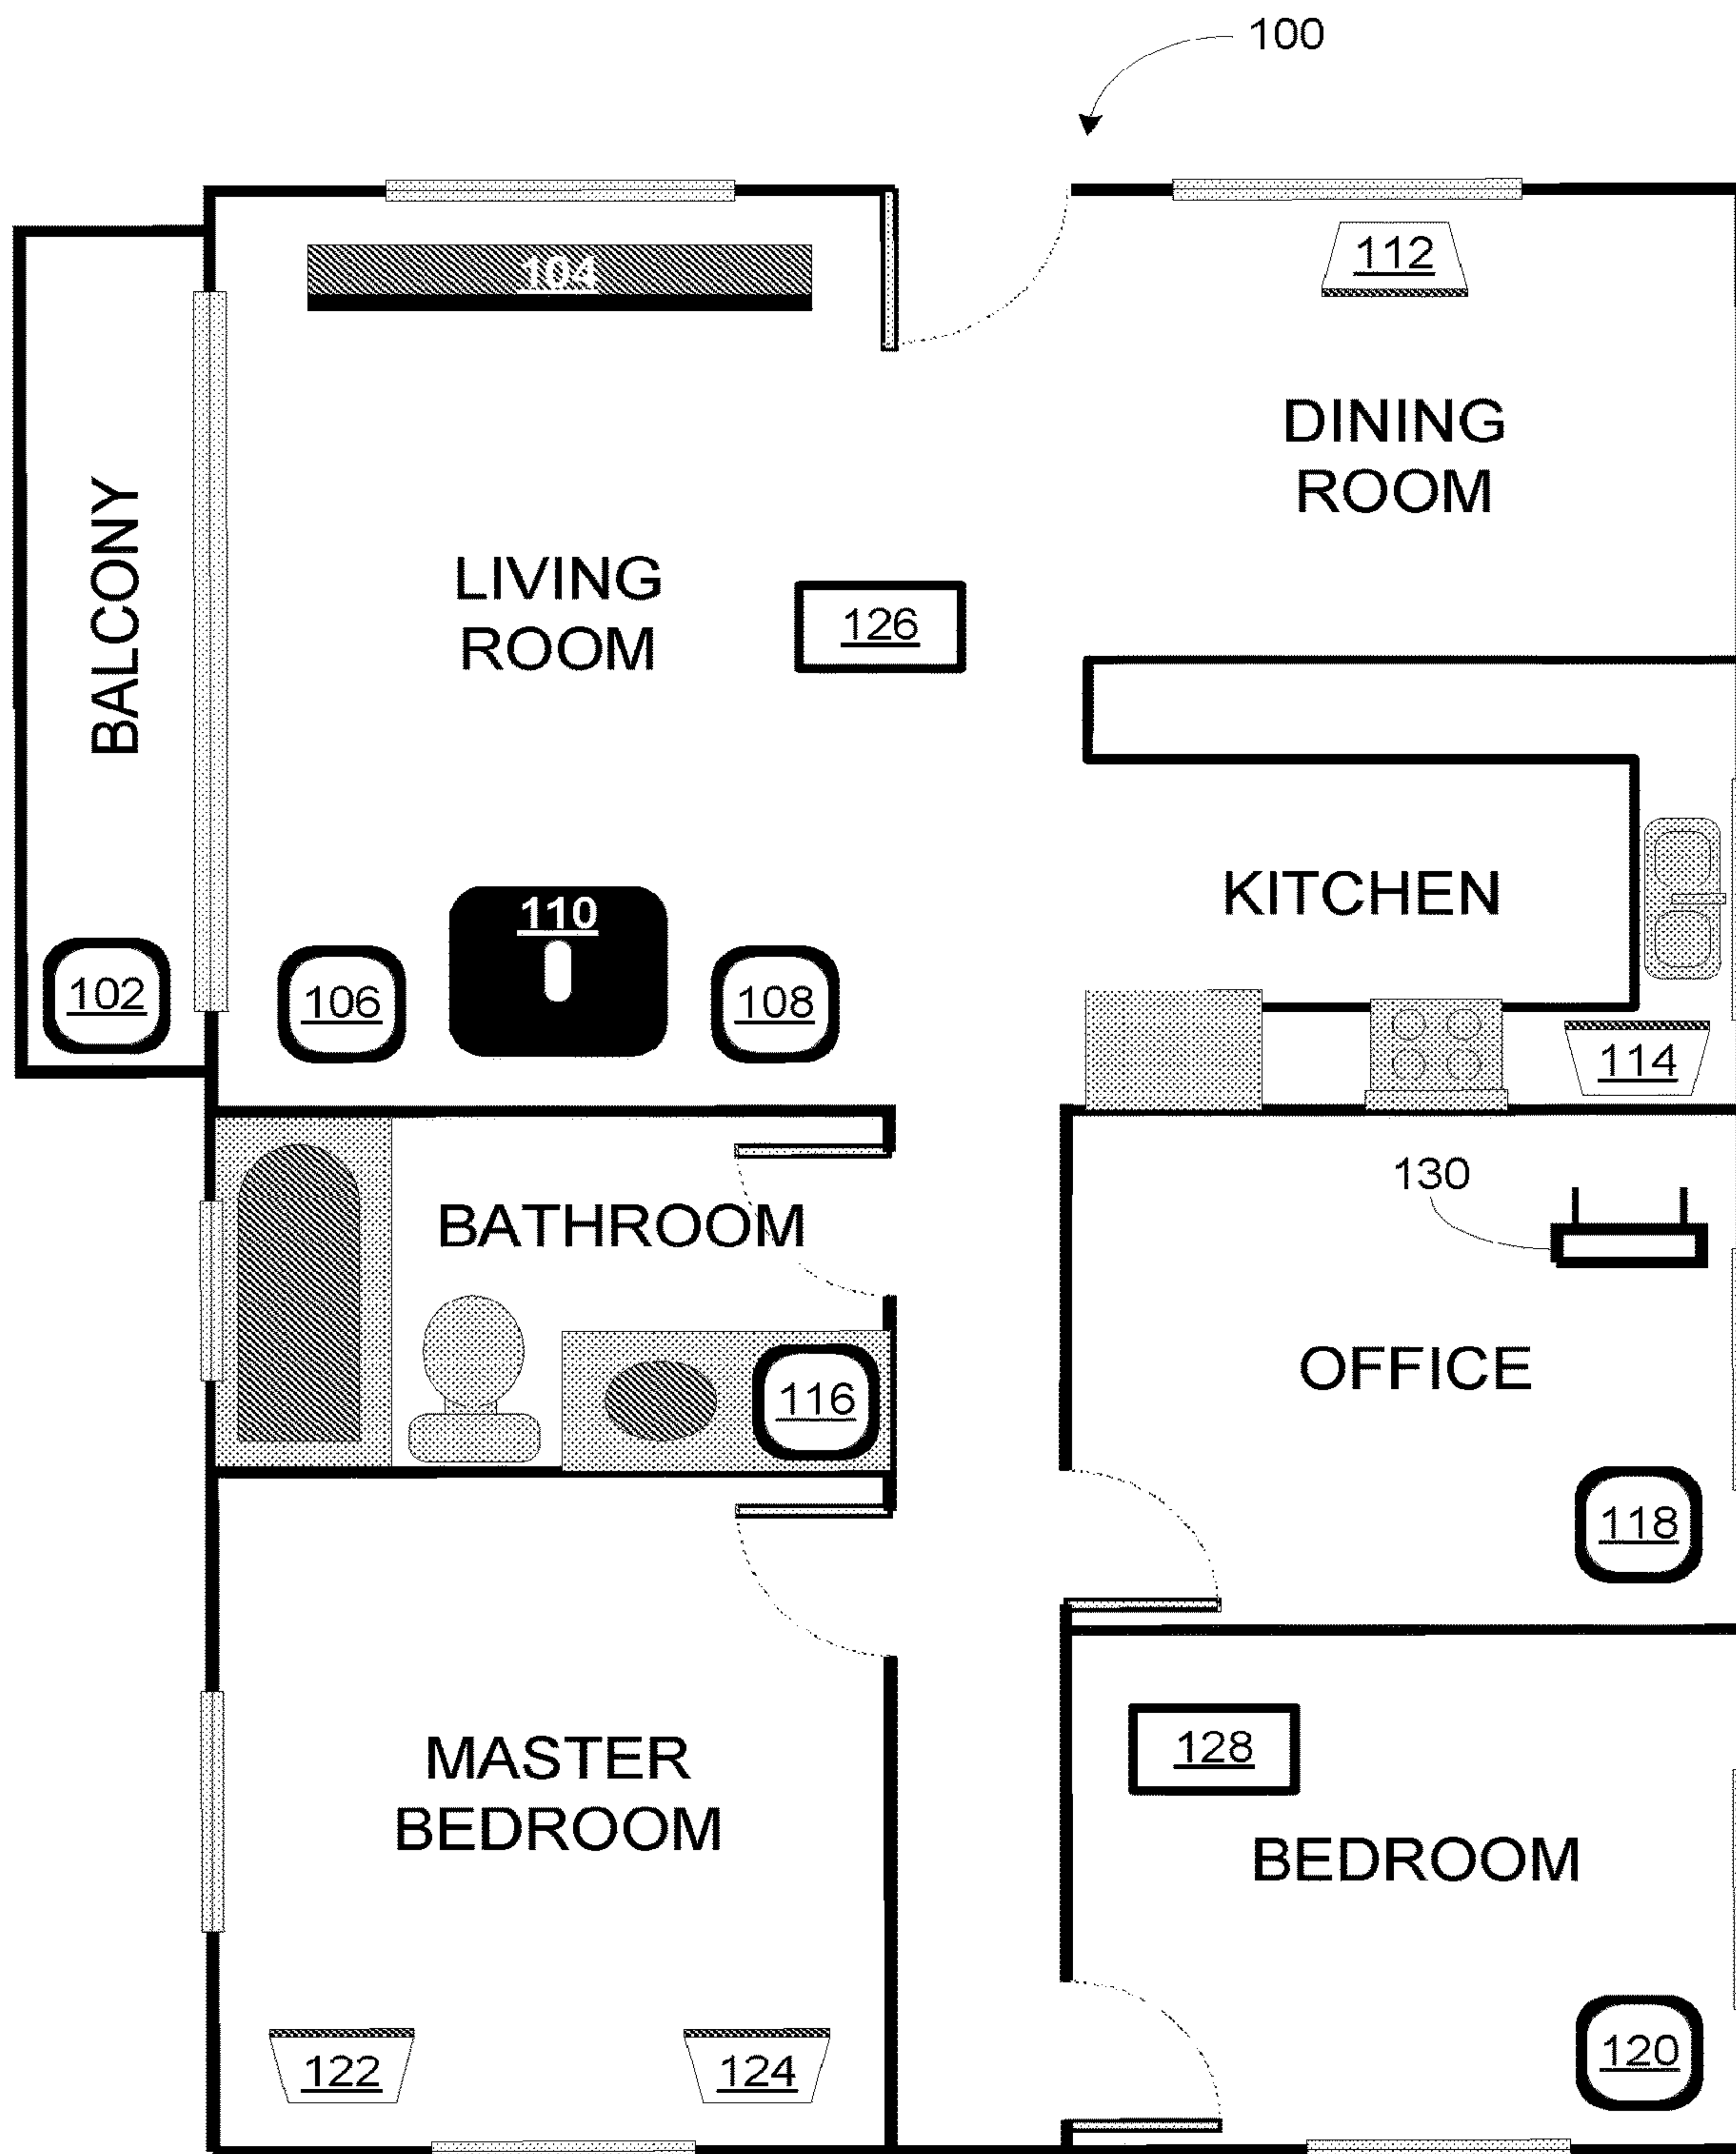 100
104
112
DINING
ROOM
BALCONY
LIVING
ROOM
126
KITCHEN
110
102
106
108
114
130
BATHROOM
OFFICE
116
118
128
MASTER
BEDROOM
BEDROOM
122
124
120